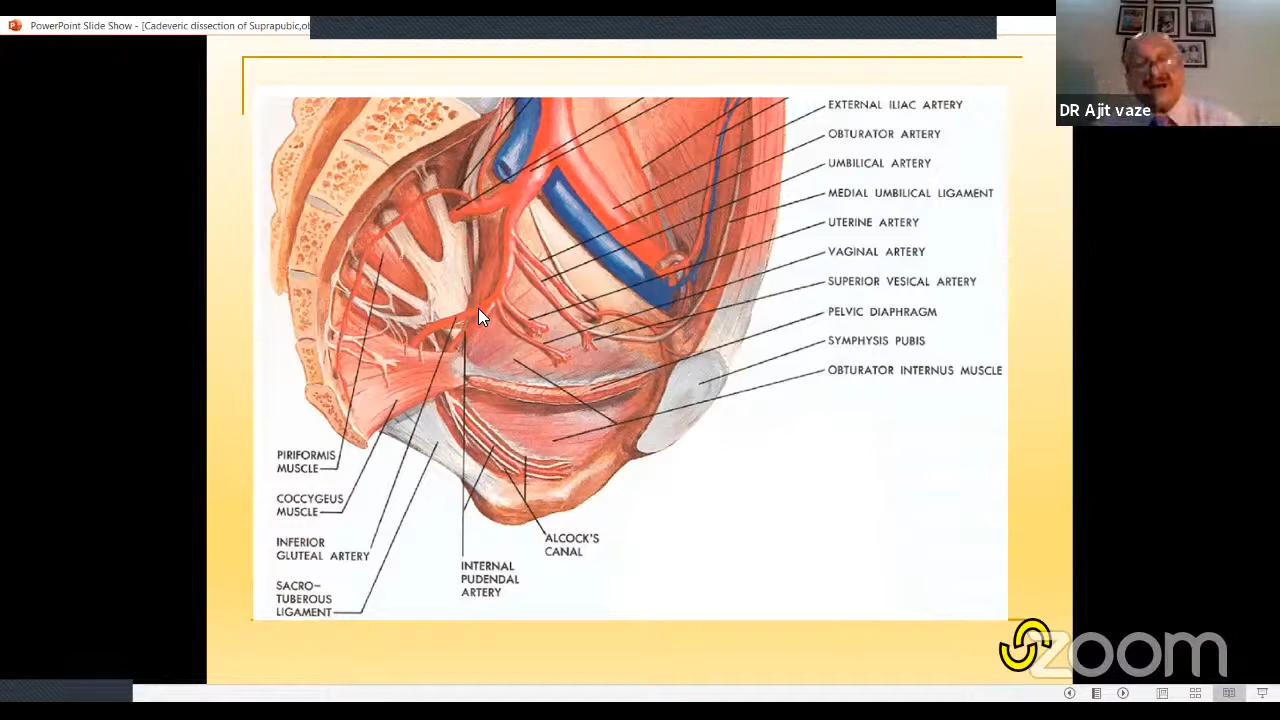 PowerPoint Slide Show - [Cadeveric dissection of Suprapubic,ob
DR Ajit vaze
EXTERNAL ILIAC ARTERY
OBTURATOR ARTERY
UMBILICAL ARTERY
MEDIAL UMBILICAL LIGAMENT
UTERINE ARTERY
VAGINAL ARTERY
SUPERIOR VESICAL ARTERY
PELVIC DIAPHRAGM
SYMPHYSIS PUBIS
OBTURATOR INTERNUS MUSCLE
PIRIFORMIS
MUSCLE
COCCYGEUS
MUSCLE
INFERIOR
GLUTEAL ARTERY
SACRO-
TUBEROUS
LIGAMENT
INTERNAL
PUDENDAL
ARTERY
ALCOCK'S
CANAL
zoom